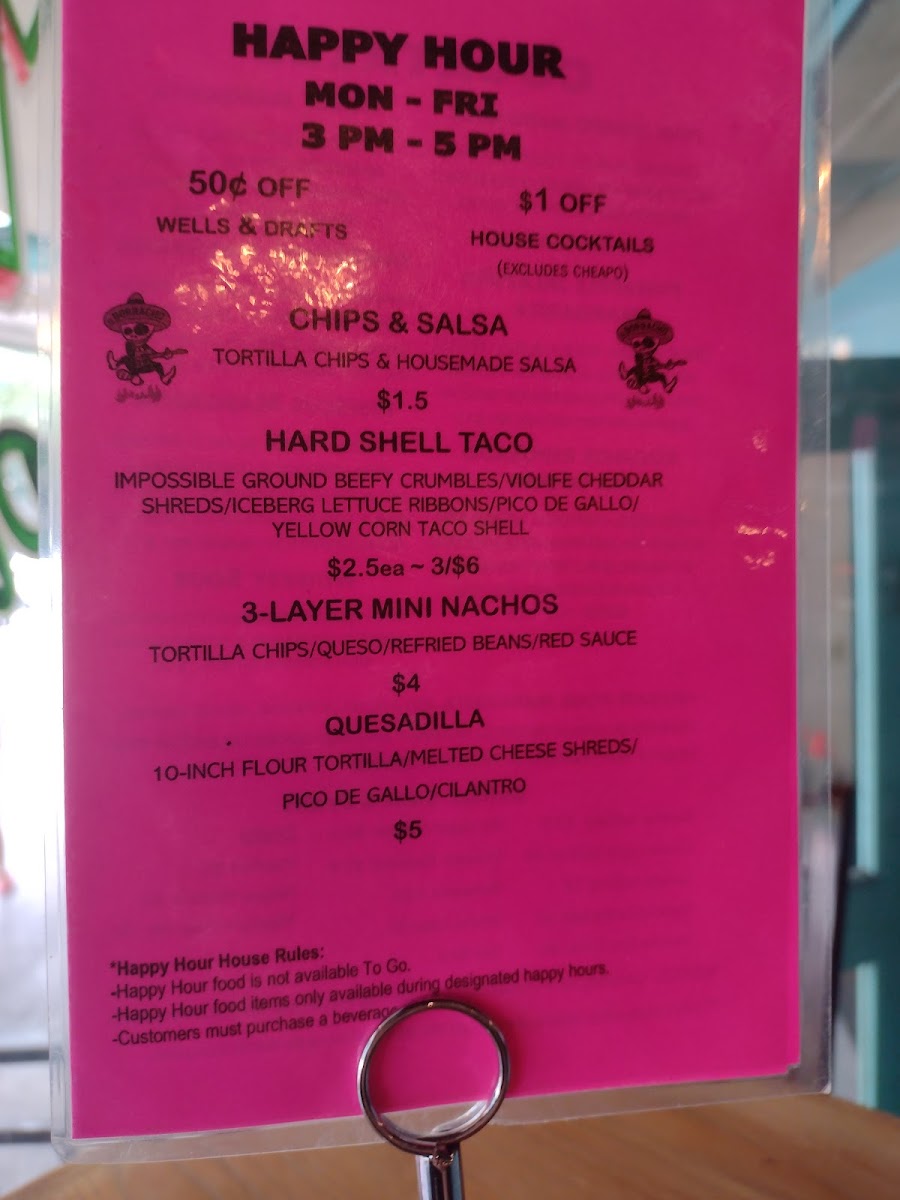 HAPPY HOUR
MON - FRI
3 PM - 5 PM
50¢ OFF
WELLS & DRAFTS
$1 OFF
HOUSE COCKTAILS
(EXCLUDES CHEAPO)
BORRACHO
BORRACHO
CHIPS & SALSA
TORTILLA CHIPS & HOUSEMADE SALSA
$1.5
HARD SHELL TACO
IMPOSSIBLE GROUND BEEFY CRUMBLES/VIOLIFE CHEDDAR
SHREDS/ICEBERG LETTUCE RIBBONS/PICO DE GALLO/
YELLOW CORN TACO SHELL
$2.5ea ~ 3/$6
3-LAYER MINI NACHOS
TORTILLA CHIPS/QUESO/REFRIED BEANS/RED SAUCE
$4
QUESADILLA
10-INCH FLOUR TORTILLA/MELTED CHEESE SHREDS/
PICO DE GALLO/CILANTRO
$5
*Happy Hour House Rules:
-Happy Hour food is not available To Go.
-Happy Hour food items only available during designated happy hours.
-Customers must purchase a beverage